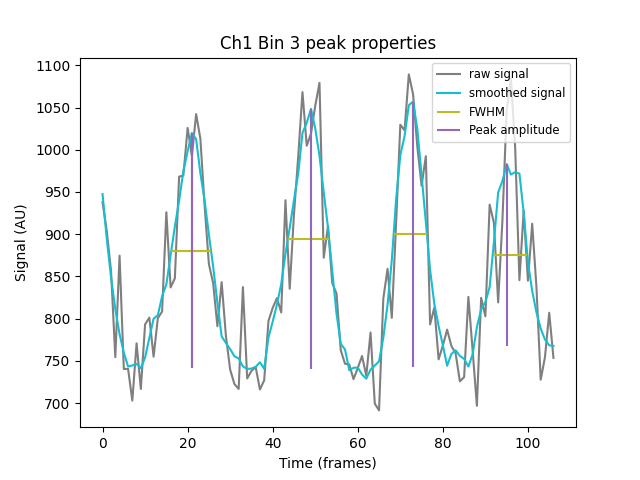 Ch1 Bin 3 peak properties
raw signal
smoothed signal
FWHM
Peak amplitude
1100
1050
1000
950
900
850
800
750
700
Signal (AU)
0 20 40 60 80 100
Time (frames)